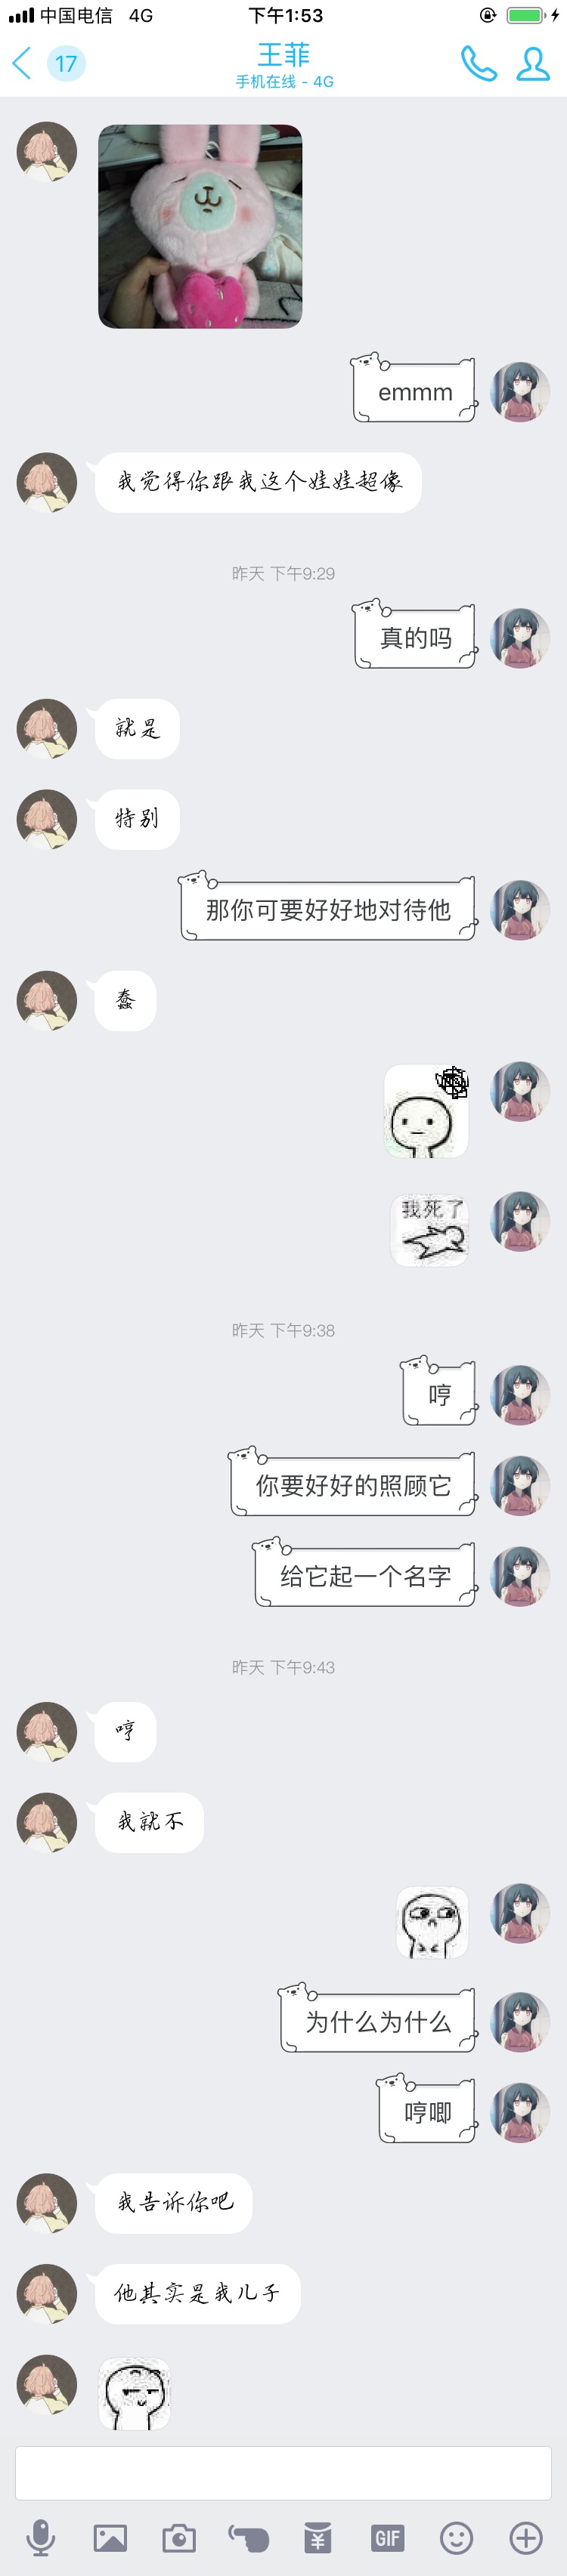 中国电信 4G 下午1:53
17 王菲
手机在线 - 4G
emmm
我觉得你跟我这个娃娃超像
昨天 下午9:29
真的吗
就是
特别
那你可要好好地对待他
蠢
我死了
昨天 下午9:38
哼
你要好好的照顾它
给它起一个名字
昨天 下午9:43
哼
我就不
为什么为什么
哼唧
我告诉你吧
他其实是我儿子
GIF